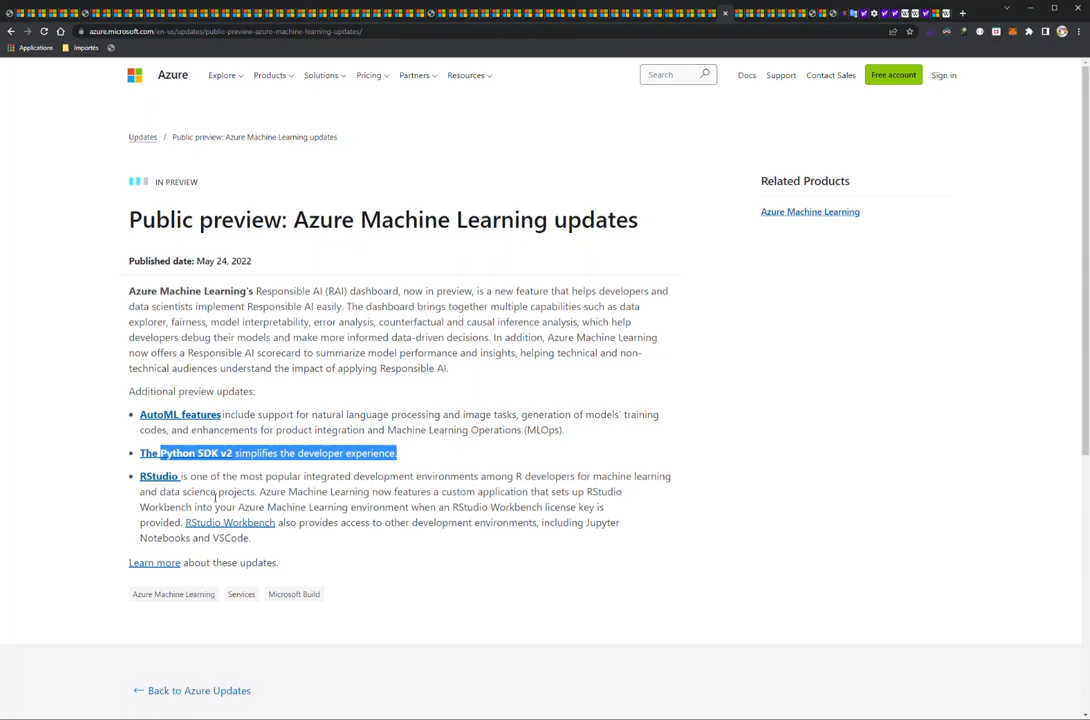 azure.microsoft.com/en-us/updates/public-preview-azure-machine-learning-updates/
Applications Importés
Azure Explore Products Solutions Pricing Partners Resources Search Docs Support Contact Sales Free account Sign in
Updates / Public preview: Azure Machine Learning updates
IN PREVIEW
Related Products
Azure Machine Learning
Public preview: Azure Machine Learning updates
Published date: May 24, 2022
Azure Machine Learning's Responsible AI (RAI) dashboard, now in preview, is a new feature that helps developers and
data scientists implement Responsible AI easily. The dashboard brings together multiple capabilities such as data
explorer, fairness, model interpretability, error analysis, counterfactual and causal inference analysis, which help
developers debug their models and make more informed data-driven decisions. In addition, Azure Machine Learning
now offers a Responsible AI scorecard to summarize model performance and insights, helping technical and non-
technical audiences understand the impact of applying Responsible AI.
Additional preview updates:
• AutoML features include support for natural language processing and image tasks, generation of models' training
codes, and enhancements for product integration and Machine Learning Operations (MLOps).
• The Python SDK v2 simplifies the developer experience.
• RStudio is one of the most popular integrated development environments among R developers for machine learning
and data science projects. Azure Machine Learning now features a custom application that sets up RStudio
Workbench into your Azure Machine Learning environment when an RStudio Workbench license key is
provided. RStudio Workbench also provides access to other development environments, including Jupyter
Notebooks and VSCode.
Learn more about these updates.
Azure Machine Learning Services Microsoft Build
← Back to Azure Updates